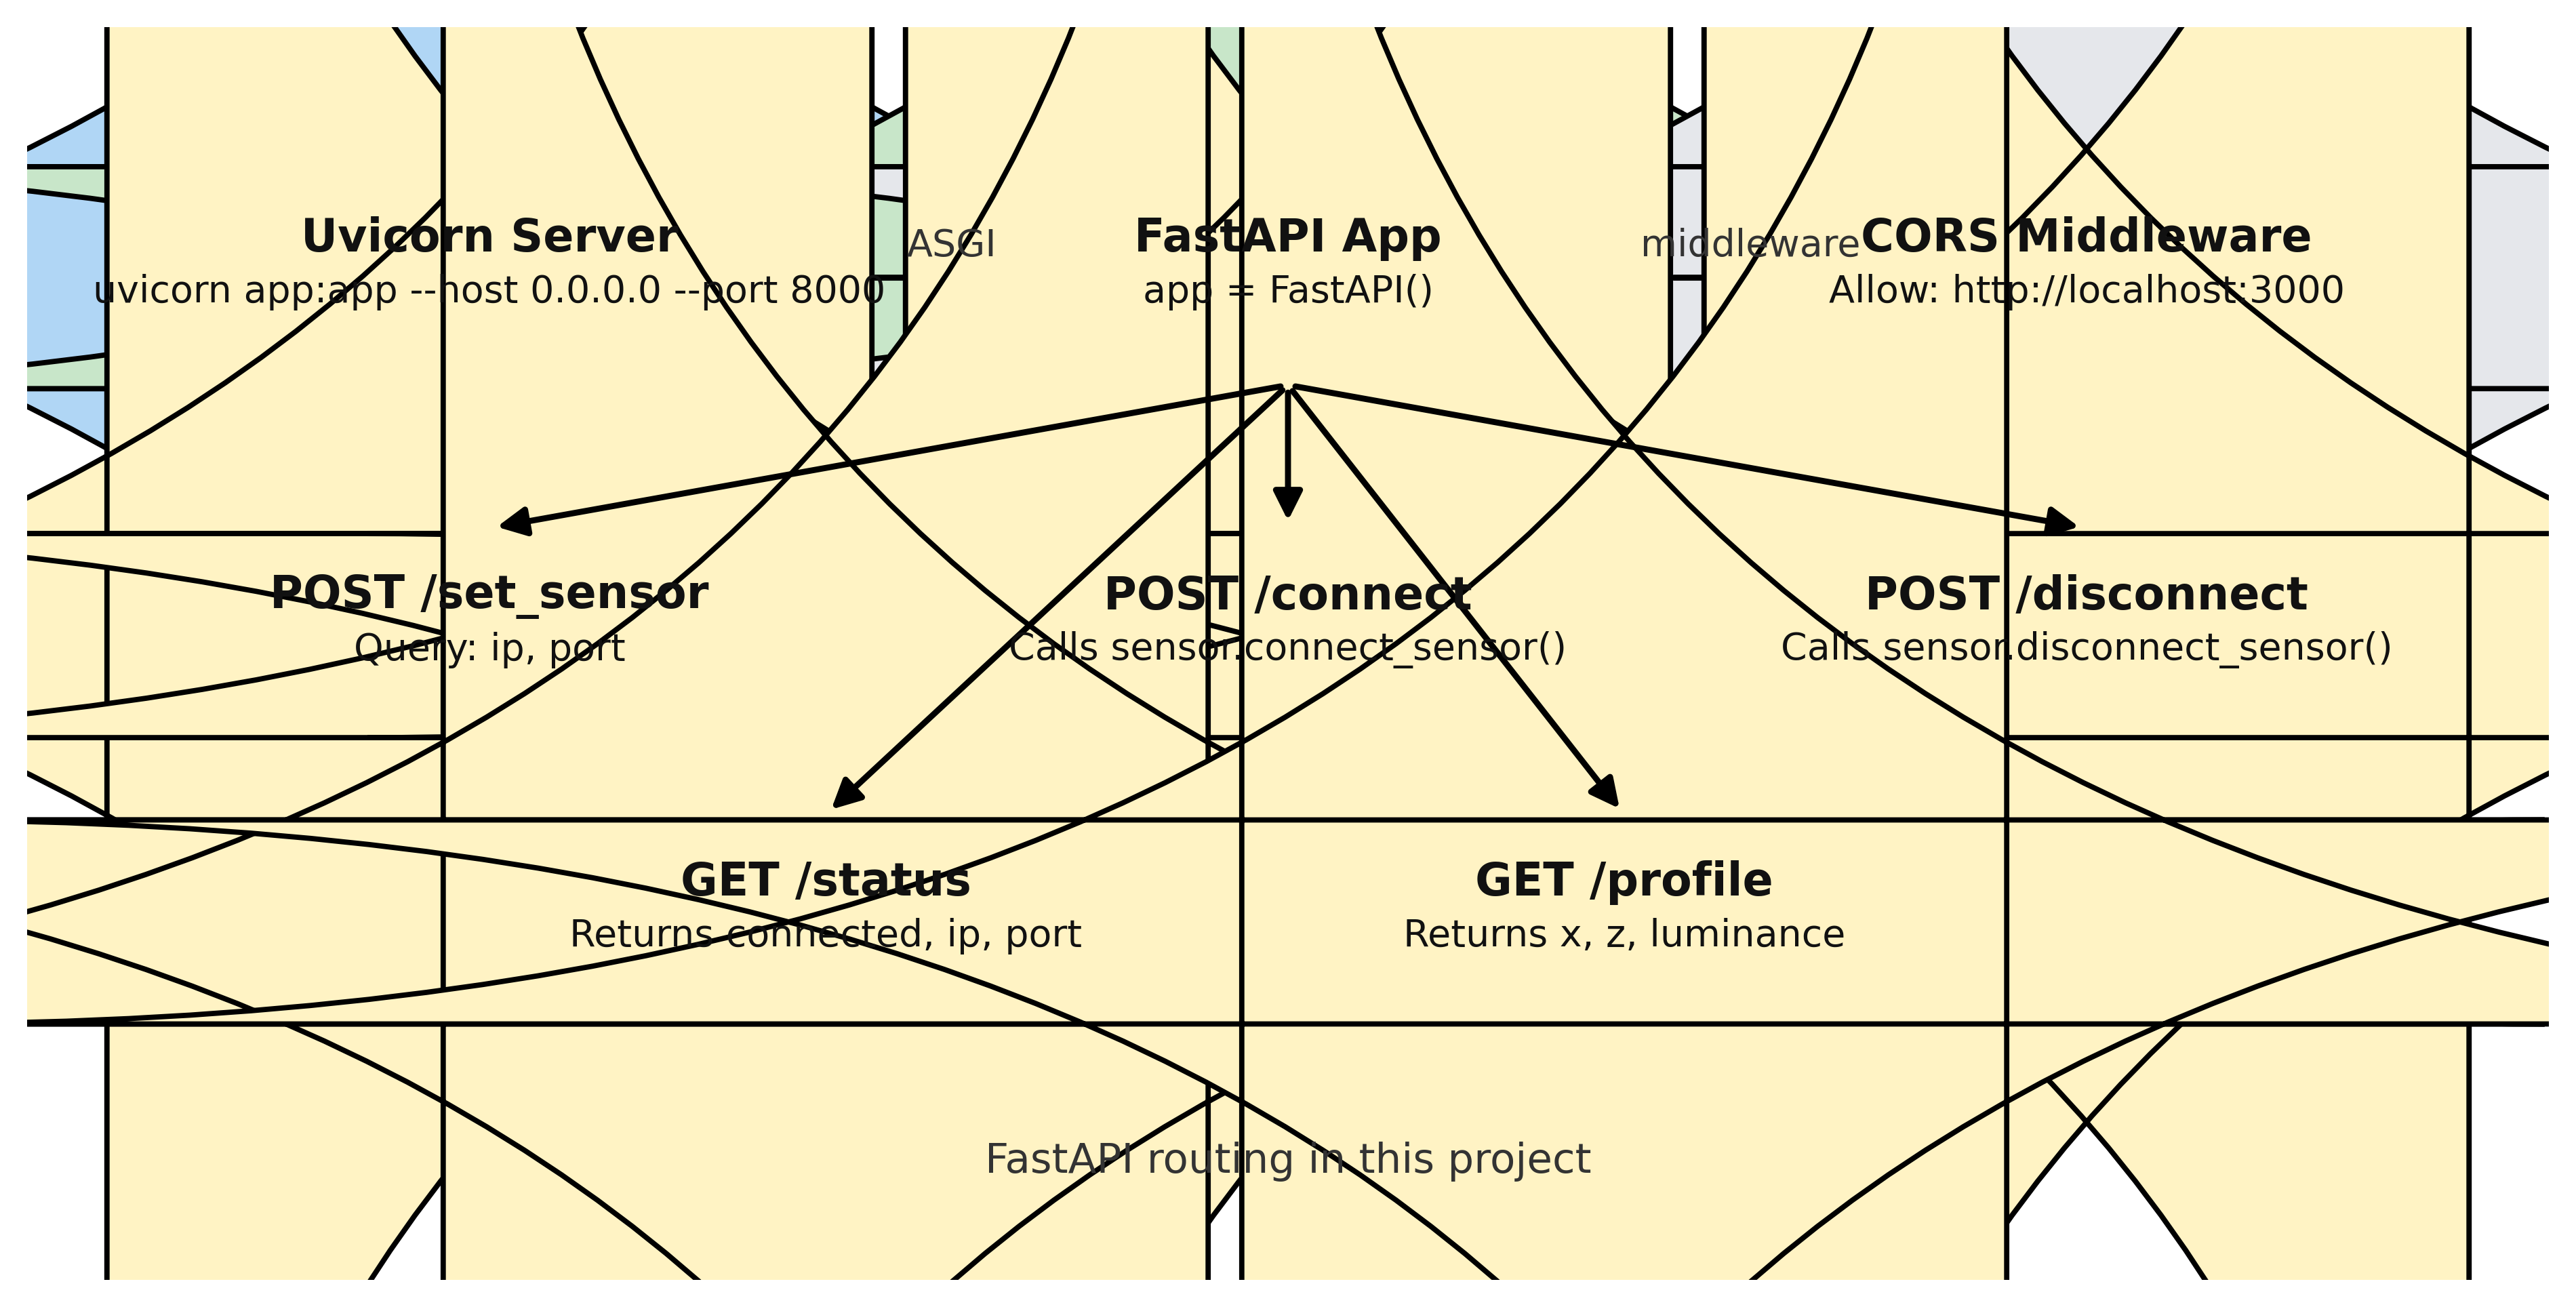 Uvicorn Server
uvicorn app:app --host 0.0.0.0 --port 8000
ASGI
FastAPI App
app = FastAPI()
middleware
CORS Middleware
Allow: http://localhost:3000
POST /set_sensor
Query: ip, port
POST /connect
Calls sensor.connect_sensor()
POST /disconnect
Calls sensor.disconnect_sensor()
GET /status
Returns connected, ip, port
GET /profile
Returns x, z, luminance
FastAPI routing in this project